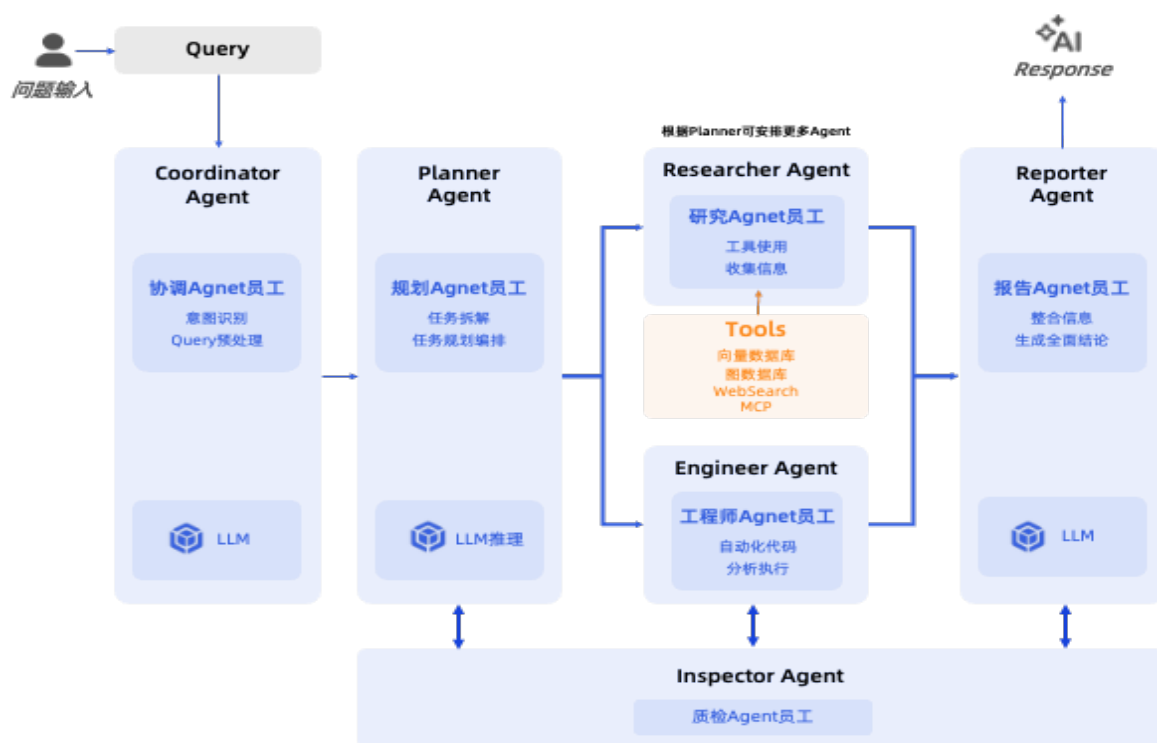 问题输入
Query
AI
Response
Coordinator
Agent
协调Agnet员工
意图识别
Query预处理
LLM
Planner
Agent
规划Agnet员工
任务拆解
任务规划编排
LLM推理
根据Planner可安排更多Agent
Researcher Agent
研究Agnet员工
工具使用
收集信息
Tools
向量数据库
图数据库
WebSearch
MCP
Engineer Agent
工程师Agnet员工
自动化代码
分析执行
Reporter
Agent
报告Agnet员工
整合信息
生成全面结论
LLM
Inspector Agent
质检Agent员工